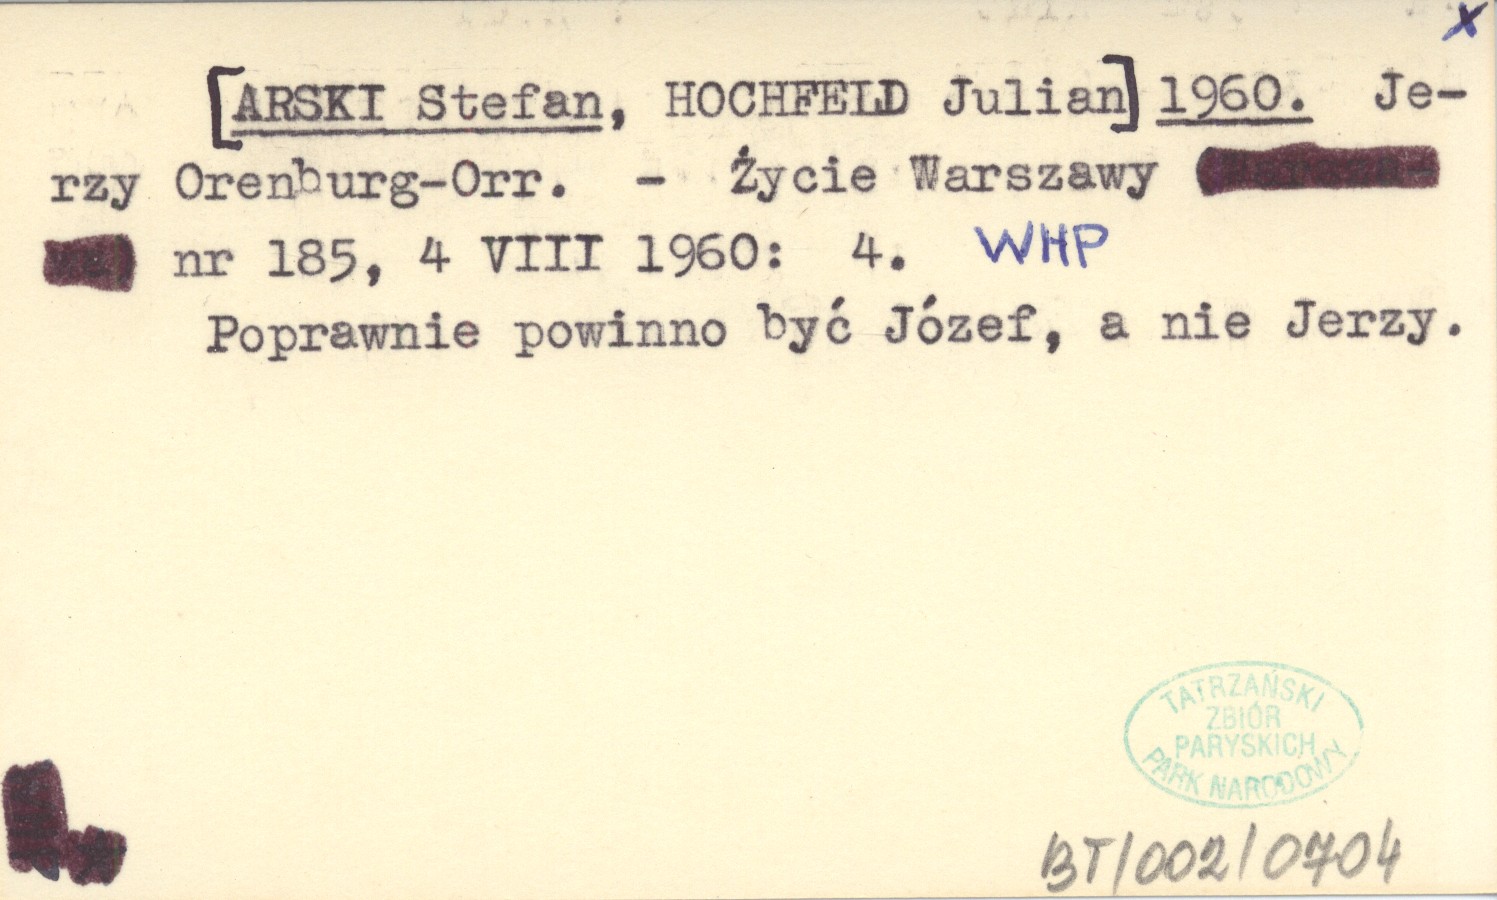 x
[ARSKI Stefan, HOCHFELD Julian] 1960. Je-
rzy Orenburg-Orr. - Życie Warszawy
nr 185, 4 VIII 1960: 4. WHP
Poprawnie powinno być Józef, a nie Jerzy.
TATRZAŃSKI
ZBIÓR
PARYSKICH
PARK NARODOWY
BT/002/0704